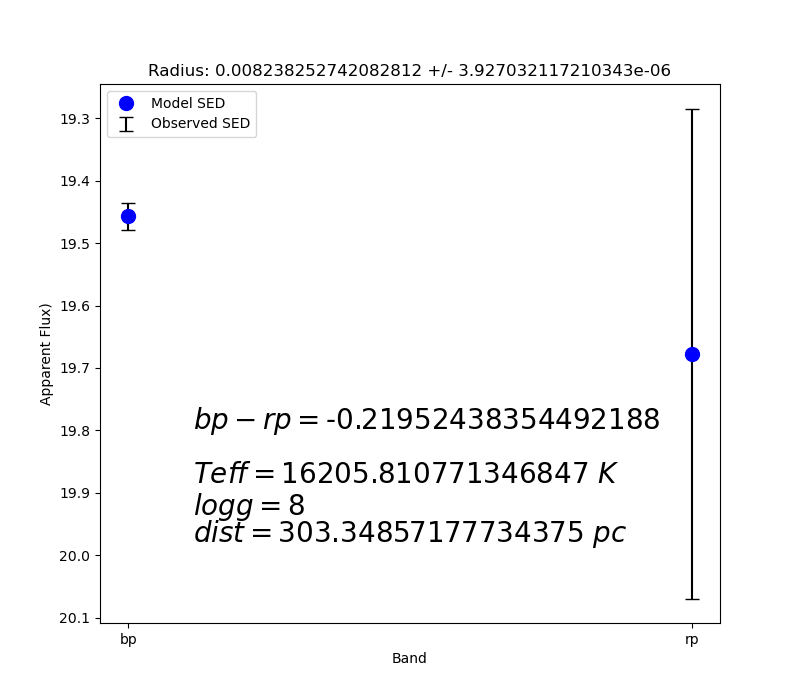 Radius: 0.008238252742082812 +/- 3.927032117210343e-06
Model SED
Observed SED
19.3
19.4
19.5
19.6
19.7
19.8
19.9
20.0
20.1
Apparent Flux)
bp − rp = -0.21952438354492188
Teff = 16205.810771346847 K
logg = 8
dist = 303.34857177734375 pc
bp
rp
Band